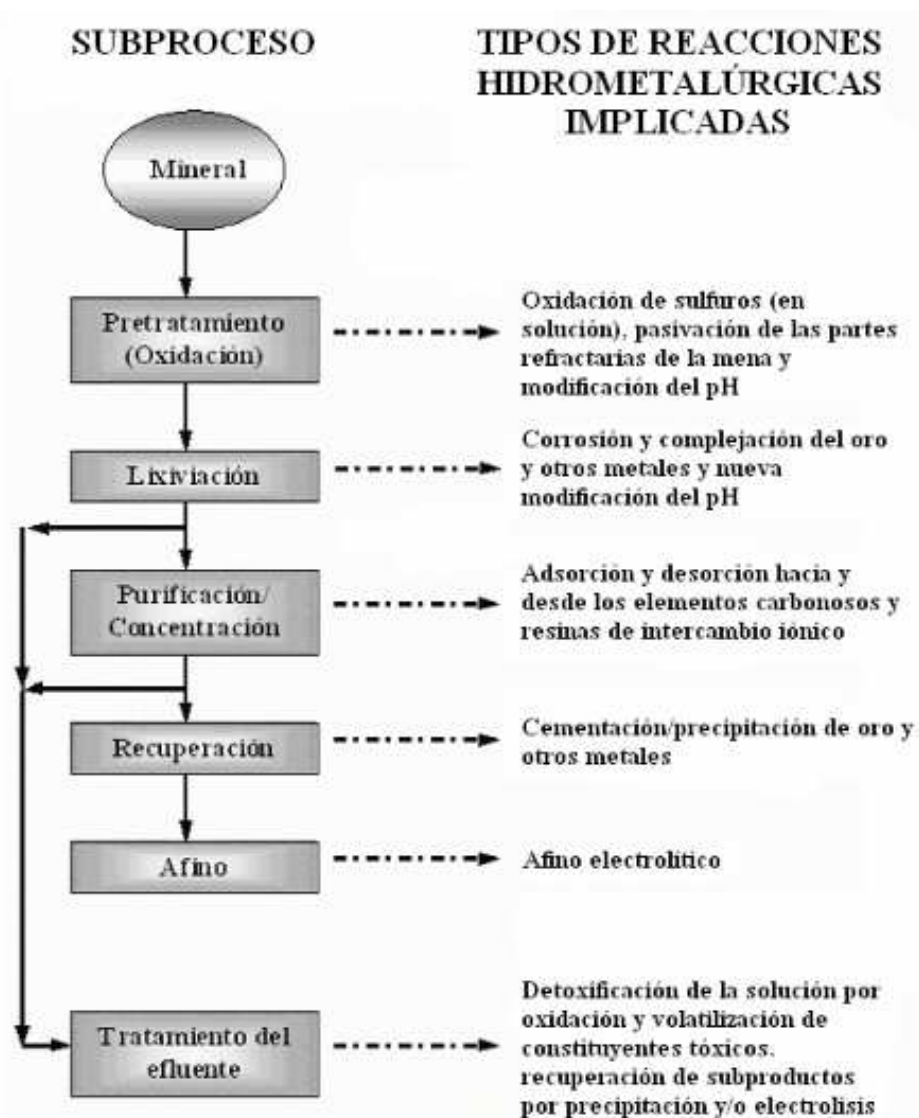 SUBPROCESO
TIPOS DE REACCIONES
HIDROMETALÚRGICAS
IMPLICADAS
Mineral
Pretratamiento
(Oxidación)
Oxidación de sulfuros (en
solución), pasivación de las partes
refractarias de la mena y
modificación del pH
Lixiviación
Corrosión y complejación del oro
y otros metales y nueva
modificación del pH
Purificación/
Concentración
Adsorción y desorción hacia y
desde los elementos carbonosos y
resinas de intercambio iónico
Recuperación
Cementación/precipitación de oro y
otros metales
Afino
Afino electrolítico
Tratamiento del
efluente
Detoxificación de la solución por
oxidación y volatilización de
constituyentes tóxicos.
recuperación de subproductos
por precipitación y/o electrolisis